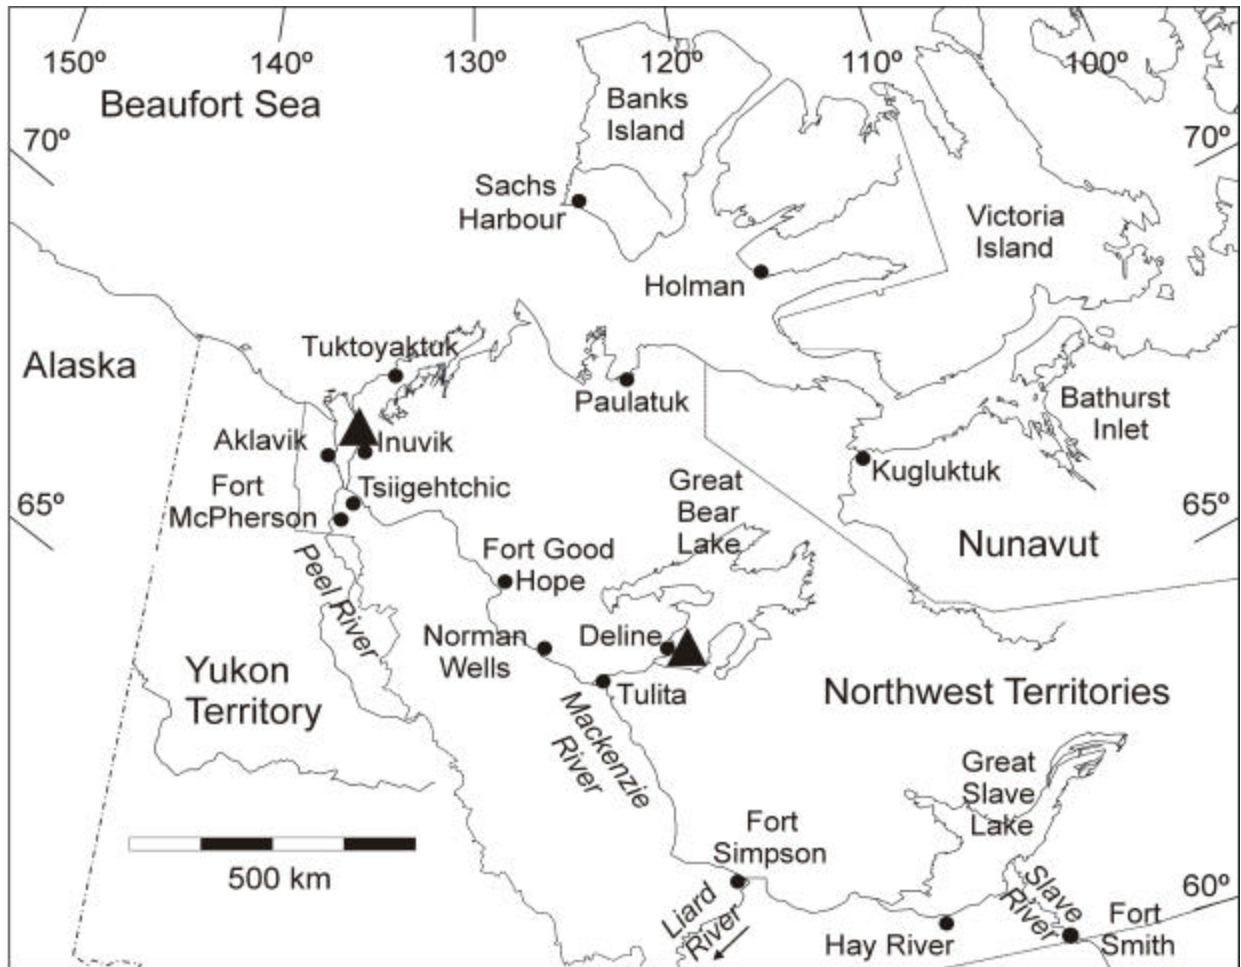 150º
140º
130º
120º
110º
100º
Beaufort Sea
Banks
Island
70º
70º
Sachs
Harbour
Victoria
Island
Holman
Tuktoyaktuk
Alaska
Paulatuk
Bathurst
Inlet
Aklavik
Inuvik
Kugluktuk
Fort
McPherson
Tsiigehtchic
Great
Bear
Lake
65º
65º
Nunavut
Fort Good
Hope
Peel River
Norman
Wells
Deline
Yukon
Territory
Tulita
Northwest Territories
Mackenzie
River
Great
Slave
Lake
Fort
Simpson
500 km
60º
Liard
River
Slave
River
Hay River
Fort
Smith